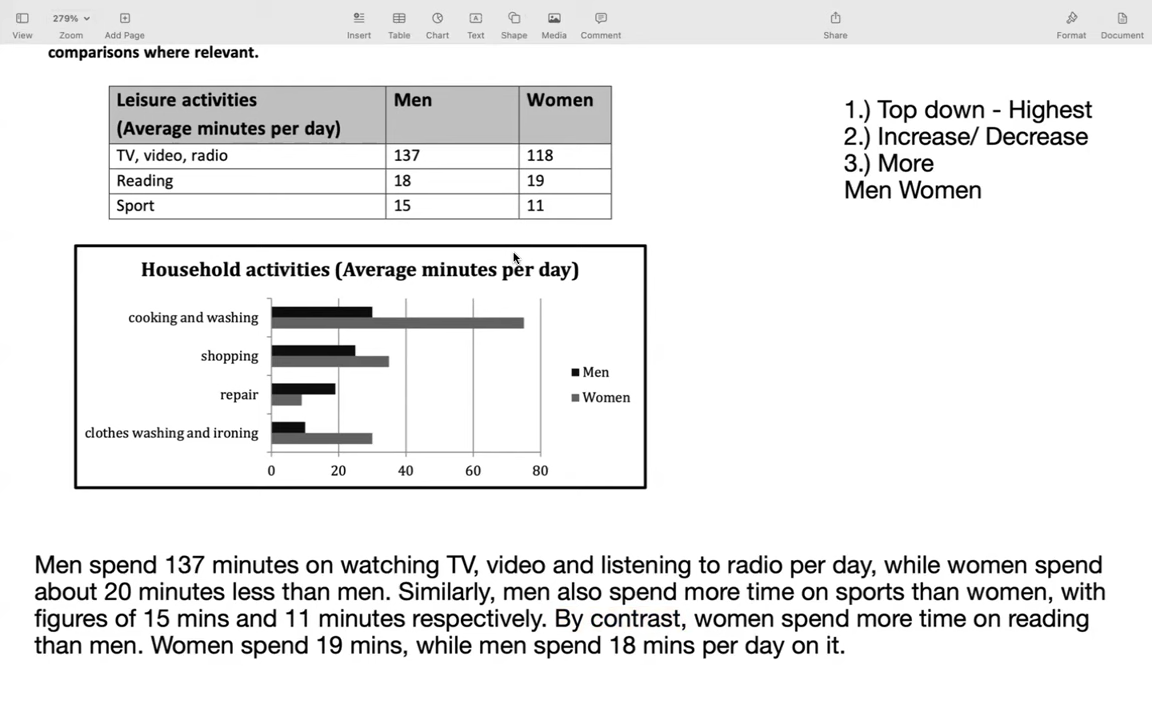 279%
View Zoom Add Page Insert Table Chart Text Shape Media Comment Share Format Document
comparisons where relevant.
Leisure activities Men Women
(Average minutes per day)
TV, video, radio 137 118
Reading 18 19
Sport 15 11
1.) Top down - Highest
2.) Increase/ Decrease
3.) More
Men Women
Household activities (Average minutes per day)
cooking and washing
shopping
repair
clothes washing and ironing
0 20 40 60 80
Men
Women
Men spend 137 minutes on watching TV, video and listening to radio per day, while women spend
about 20 minutes less than men. Similarly, men also spend more time on sports than women, with
figures of 15 mins and 11 minutes respectively. By contrast, women spend more time on reading
than men. Women spend 19 mins, while men spend 18 mins per day on it.